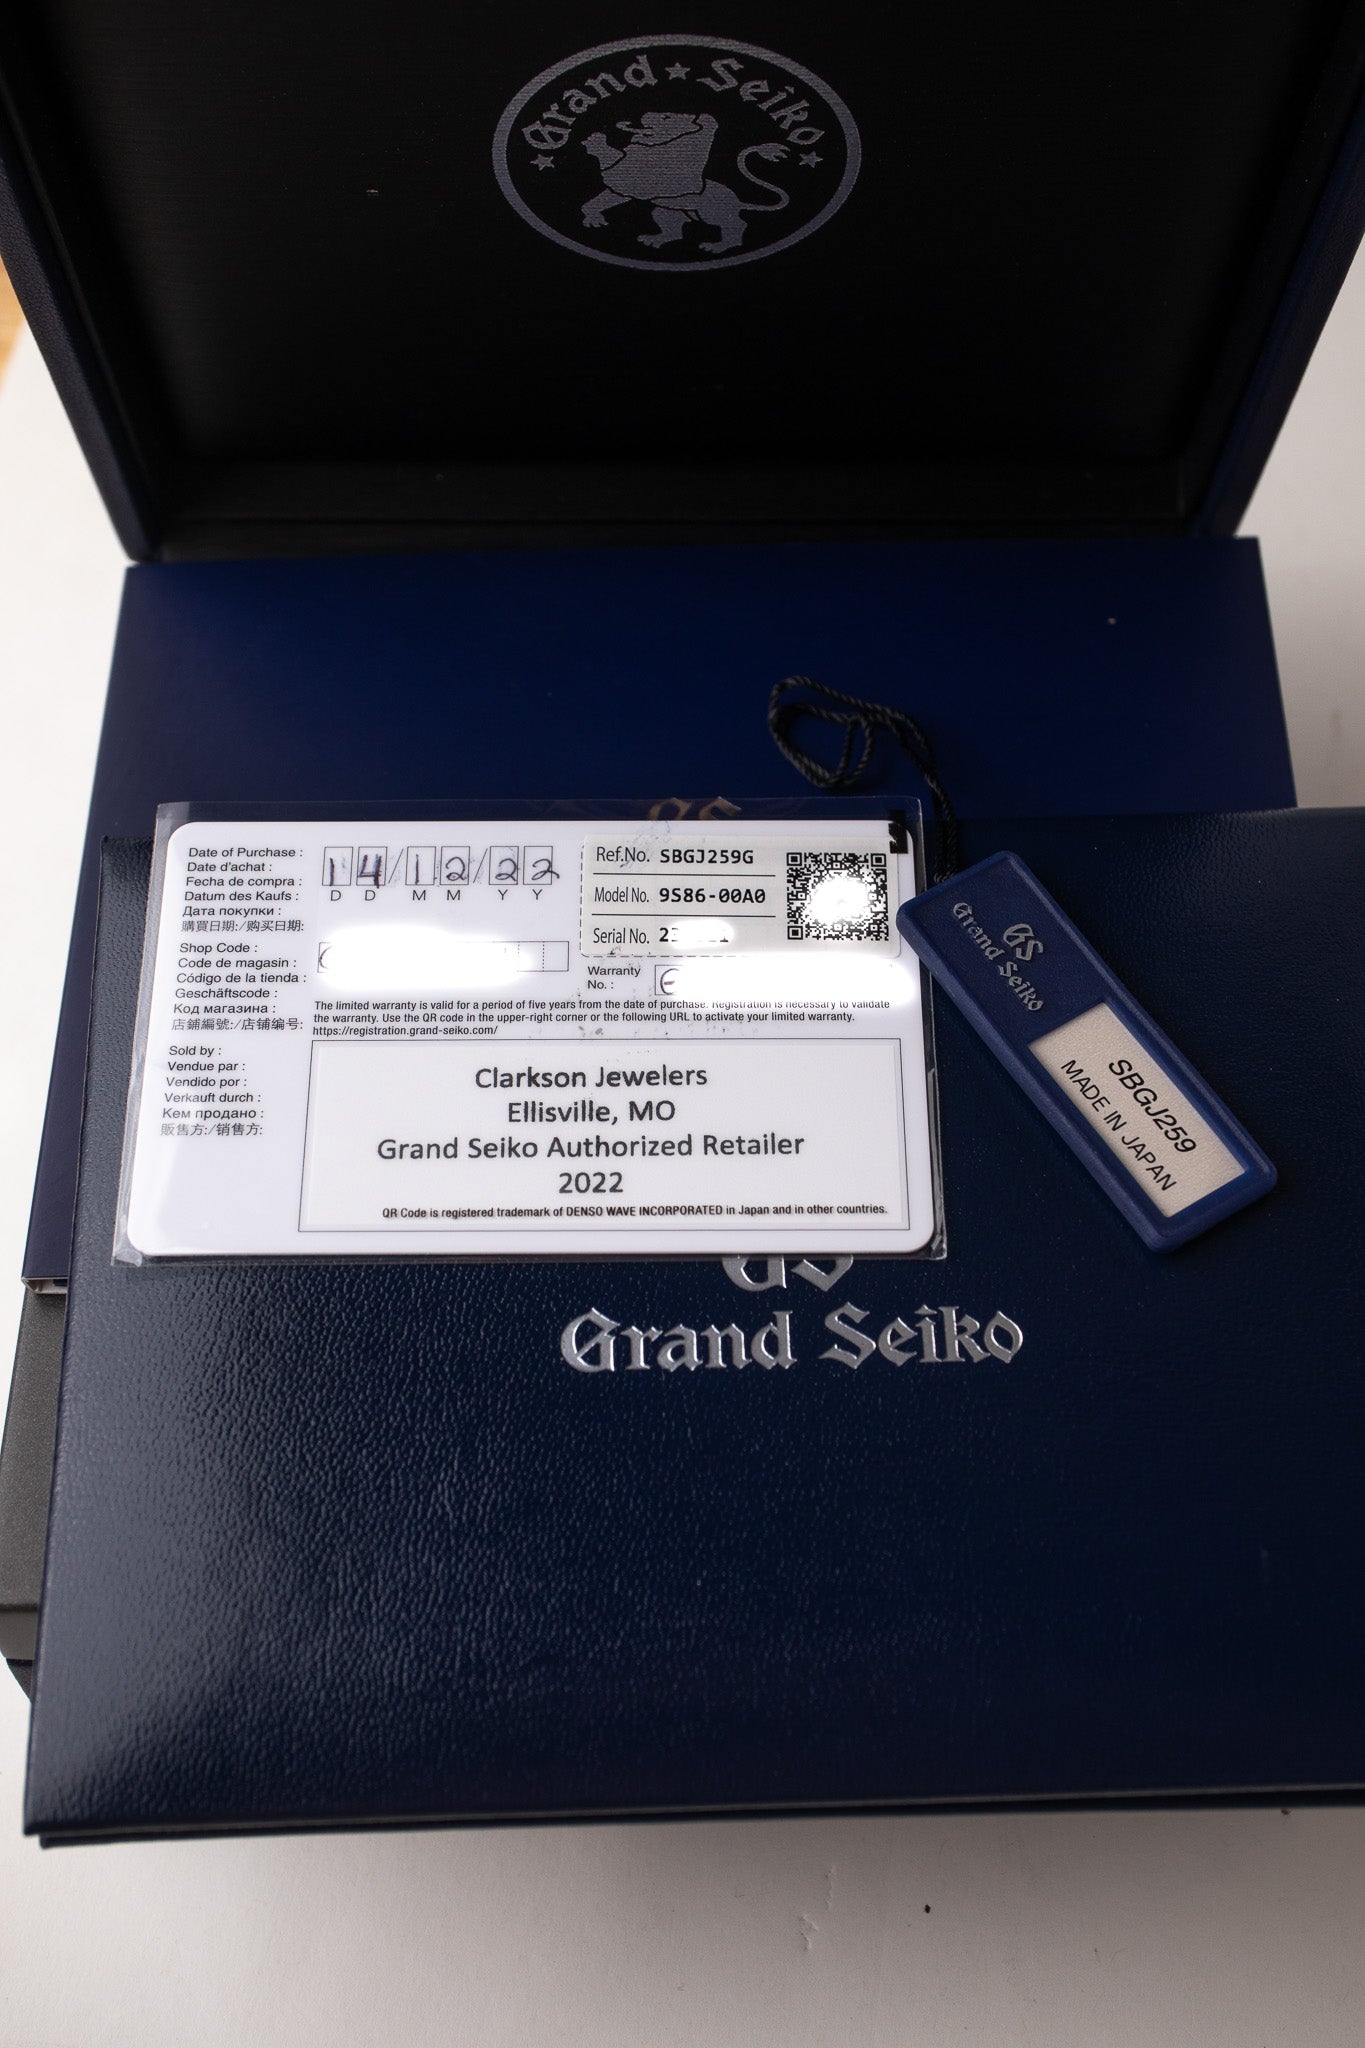 Grand ★ Seiko
GS
Date of Purchase :
Date d'achat :
Fecha de compra :
Datum des Kaufs :
Дата покупки :
購買日期:/购买日期:
14/12/22
D D M M Y Y
Ref.No. SBGJ259G
Model No. 9S86-00A0
Serial No.
Shop Code :
Code de magasin :
Código de la tienda :
Geschäftscode :
Код магазина :
店鋪編號:/店铺编号:
Warranty
No. :
The limited warranty is valid for a period of five years from the date of purchase. Registration is necessary to validate
the warranty. Use the QR code in the upper-right corner or the following URL to activate your limited warranty.
https://registration.grand-seiko.com/
Sold by :
Vendue par :
Vendido por :
Verkauft durch :
Кем продано :
販售方:/销售方:
Clarkson Jewelers
Ellisville, MO
Grand Seiko Authorized Retailer
2022
QR Code is registered trademark of DENSO WAVE INCORPORATED in Japan and in other countries.
GS
Grand Seiko
SBGJ259
MADE IN JAPAN
GS
Grand Seiko